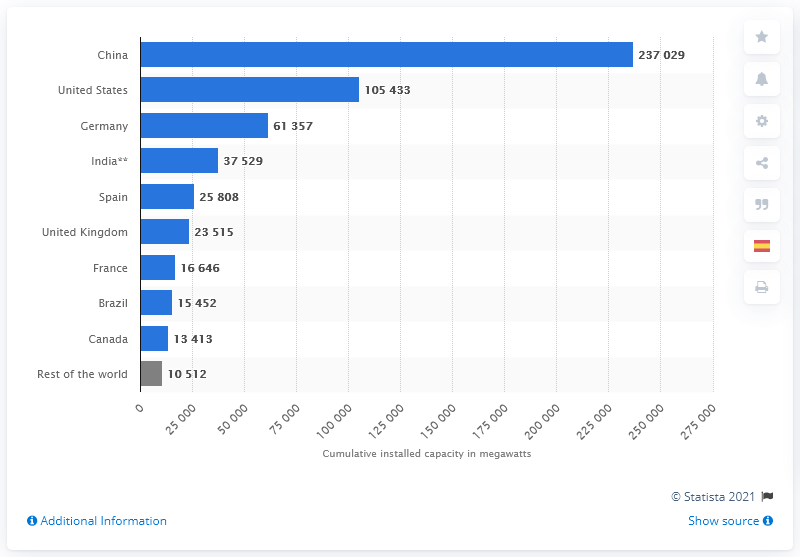 China 237 029
United States 105 433
Germany 61 357
India** 37 529
Spain 25 808
United Kingdom 23 515
France 16 646
Brazil 15 452
Canada 13 413
Rest of the world 10 512
0 25 000 50 000 75 000 100 000 125 000 150 000 175 000 200 000 225 000 250 000 275 000
Cumulative installed capacity in megawatts
© Statista 2021
Additional Information Show source